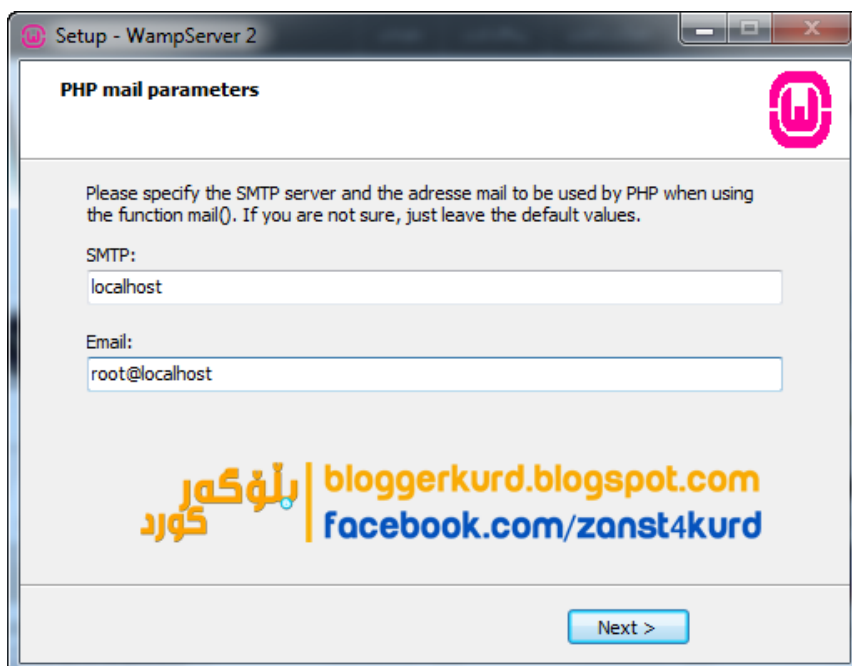 Setup - WampServer 2
PHP mail parameters
Please specify the SMTP server and the adresse mail to be used by PHP when using
the function mail(). If you are not sure, just leave the default values.
SMTP:
localhost
Email:
root@localhost
بڵۆگەر
کورد
bloggerkurd.blogspot.com
facebook.com/zanst4kurd
Next >